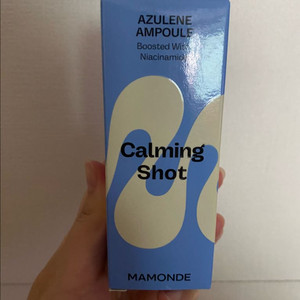 AZULENE
AMPOULE
Boosted With
Niacinamide
Calming
Shot
MAMONDE